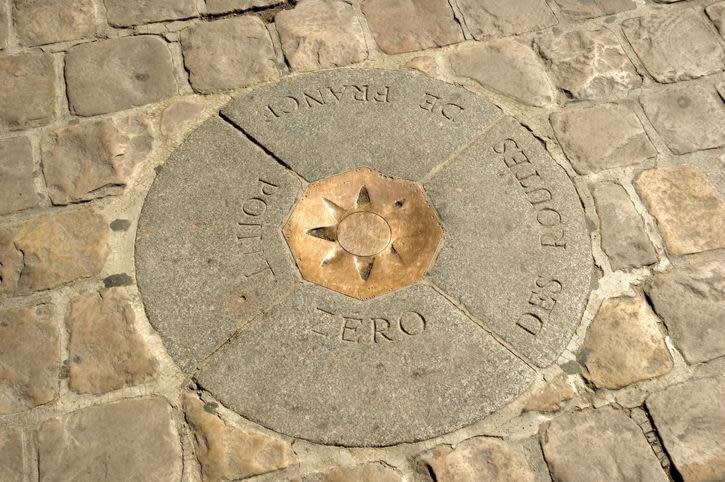 POINT
ZERO
DES ROUTES
DE FRANCE